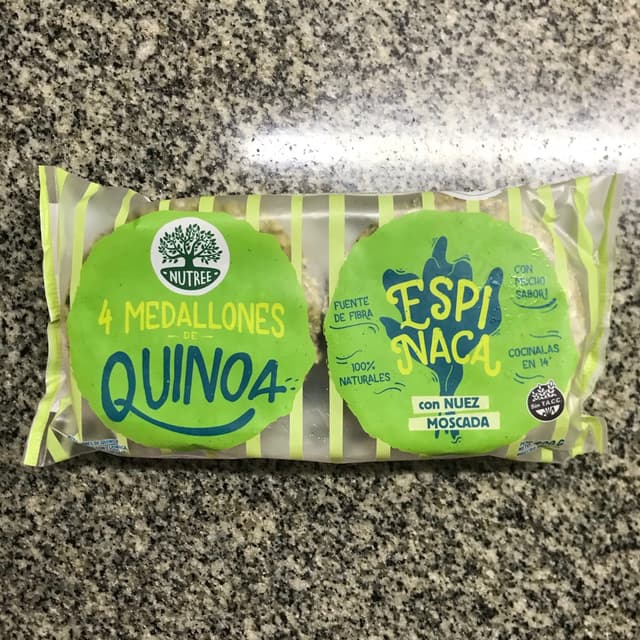 NUTREE
4 MEDALLONES
DE
QUINOA
FUENTE
DE FIBRA
100%
NATURALES
ESPI
NACA
con NUEZ
MOSCADA
CON
MUCHO
SABOR!
COCINALAS
EN 14'
Sin T.A.C.C.